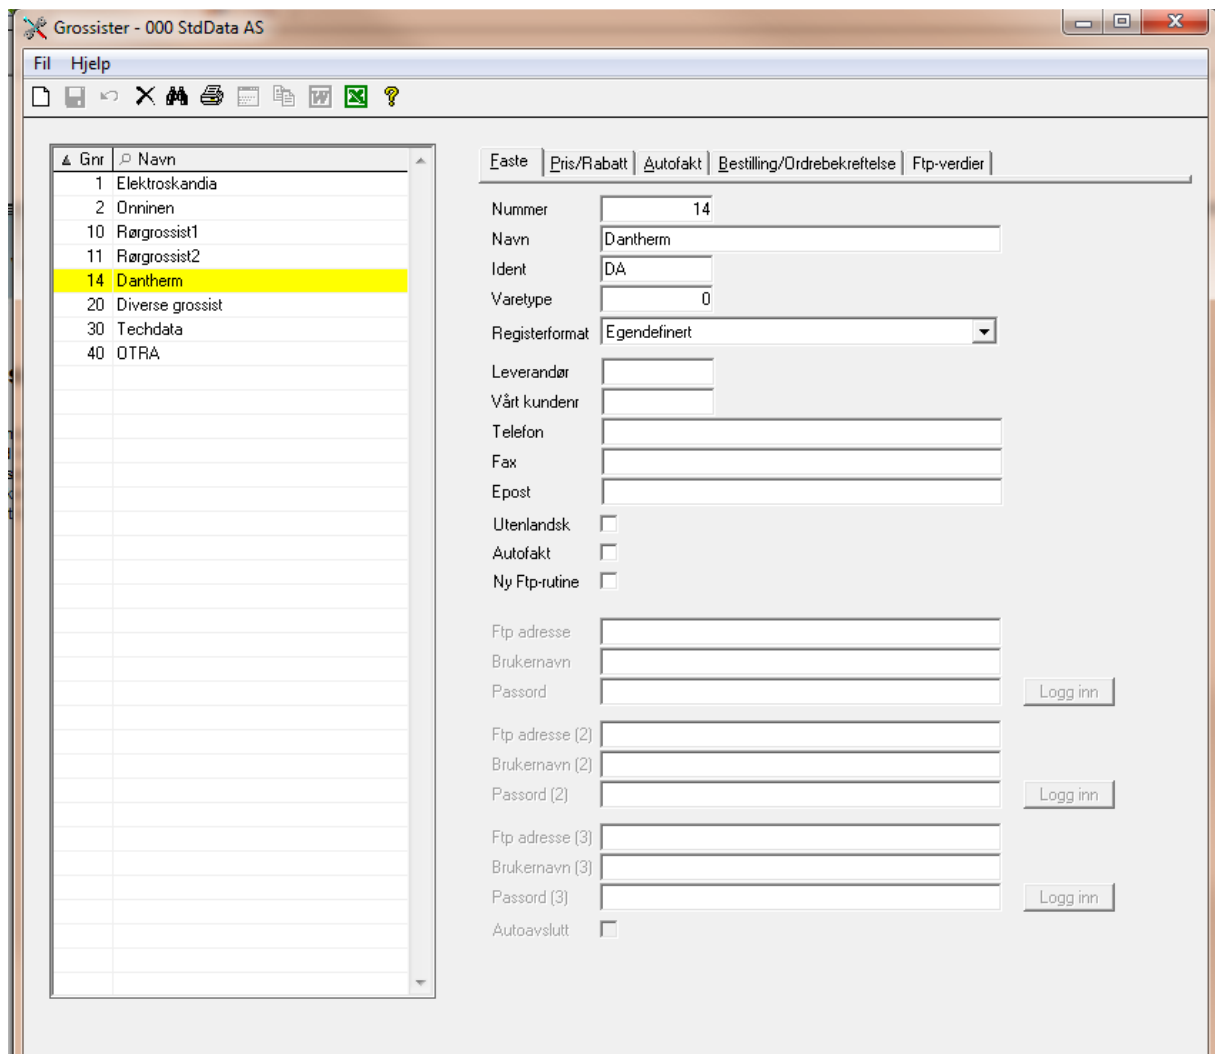 Grossister - 000 StdData AS
Fil Hjelp
Gnr Navn
1 Elektroskandia
2 Onninen
10 Rørgrossist1
11 Rørgrossist2
14 Dantherm
20 Diverse grossist
30 Techdata
40 OTRA
Faste Pris/Rabatt Autofakt Bestilling/Ordrebekreftelse Ftp-verdier
Nummer 14
Navn Dantherm
Ident DA
Varetype 0
Registerformat Egendefinert
Leverandør
Vårt kundenr
Telefon
Fax
Epost
Utenlandsk
Autofakt
Ny Ftp-rutine
Ftp adresse
Brukernavn
Passord Logg inn
Ftp adresse (2)
Brukernavn (2)
Passord (2) Logg inn
Ftp adresse (3)
Brukernavn (3)
Passord (3) Logg inn
Autoavslutt